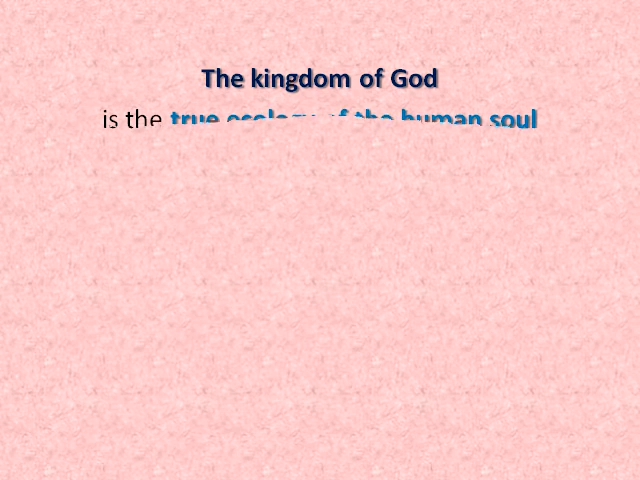 The kingdom of God
is the true ecology of the human soul